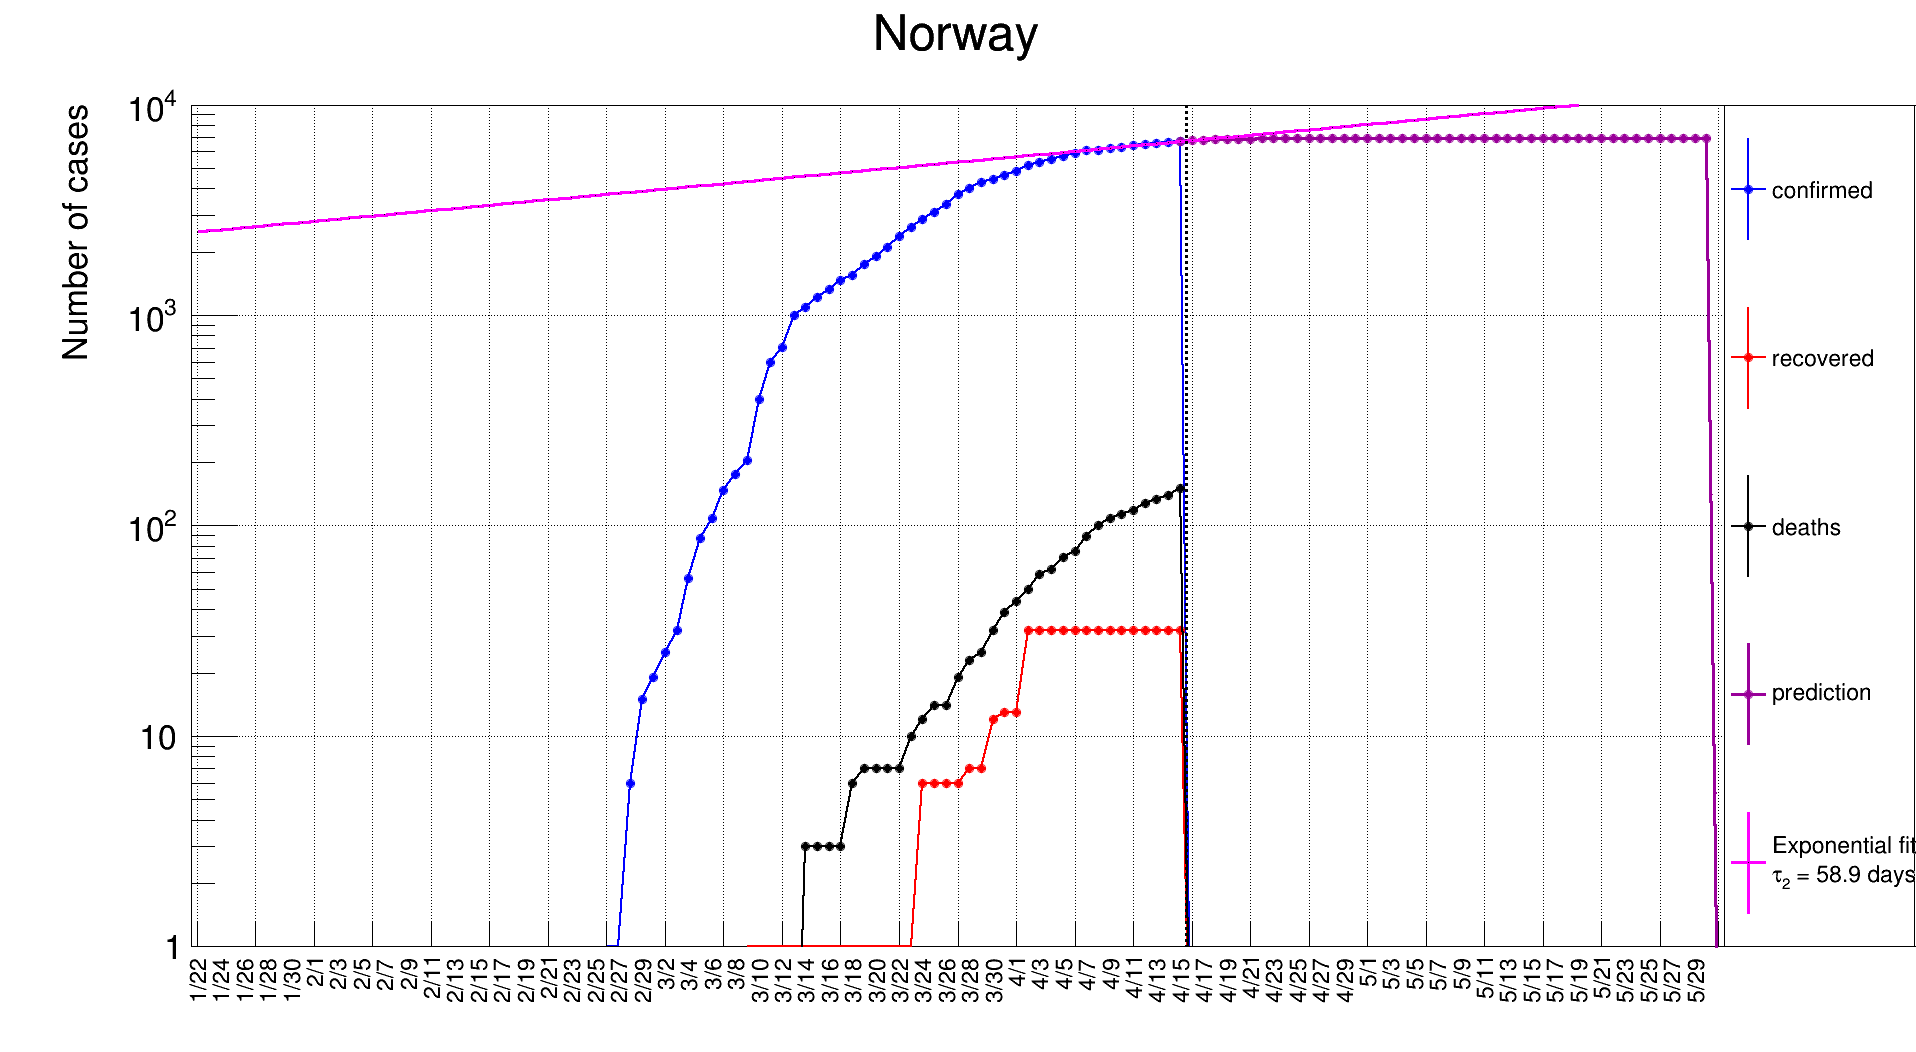 Norway
Number of cases
10^4
10^3
10^2
10
1
1/22 1/24 1/26 1/28 1/30 2/1 2/3 2/5 2/7 2/9 2/11 2/13 2/15 2/17 2/19 2/21 2/23 2/25 2/27 2/29 3/2 3/4 3/6 3/8 3/10 3/12 3/14 3/16 3/18 3/20 3/22 3/24 3/26 3/28 3/30 4/1 4/3 4/5 4/7 4/9 4/11 4/13 4/15 4/17 4/19 4/21 4/23 4/25 4/27 4/29 5/1 5/3 5/5 5/7 5/9 5/11 5/13 5/15 5/17 5/19 5/21 5/23 5/25 5/27 5/29
confirmed
recovered
deaths
prediction
Exponential fit
τ₂ = 58.9 days